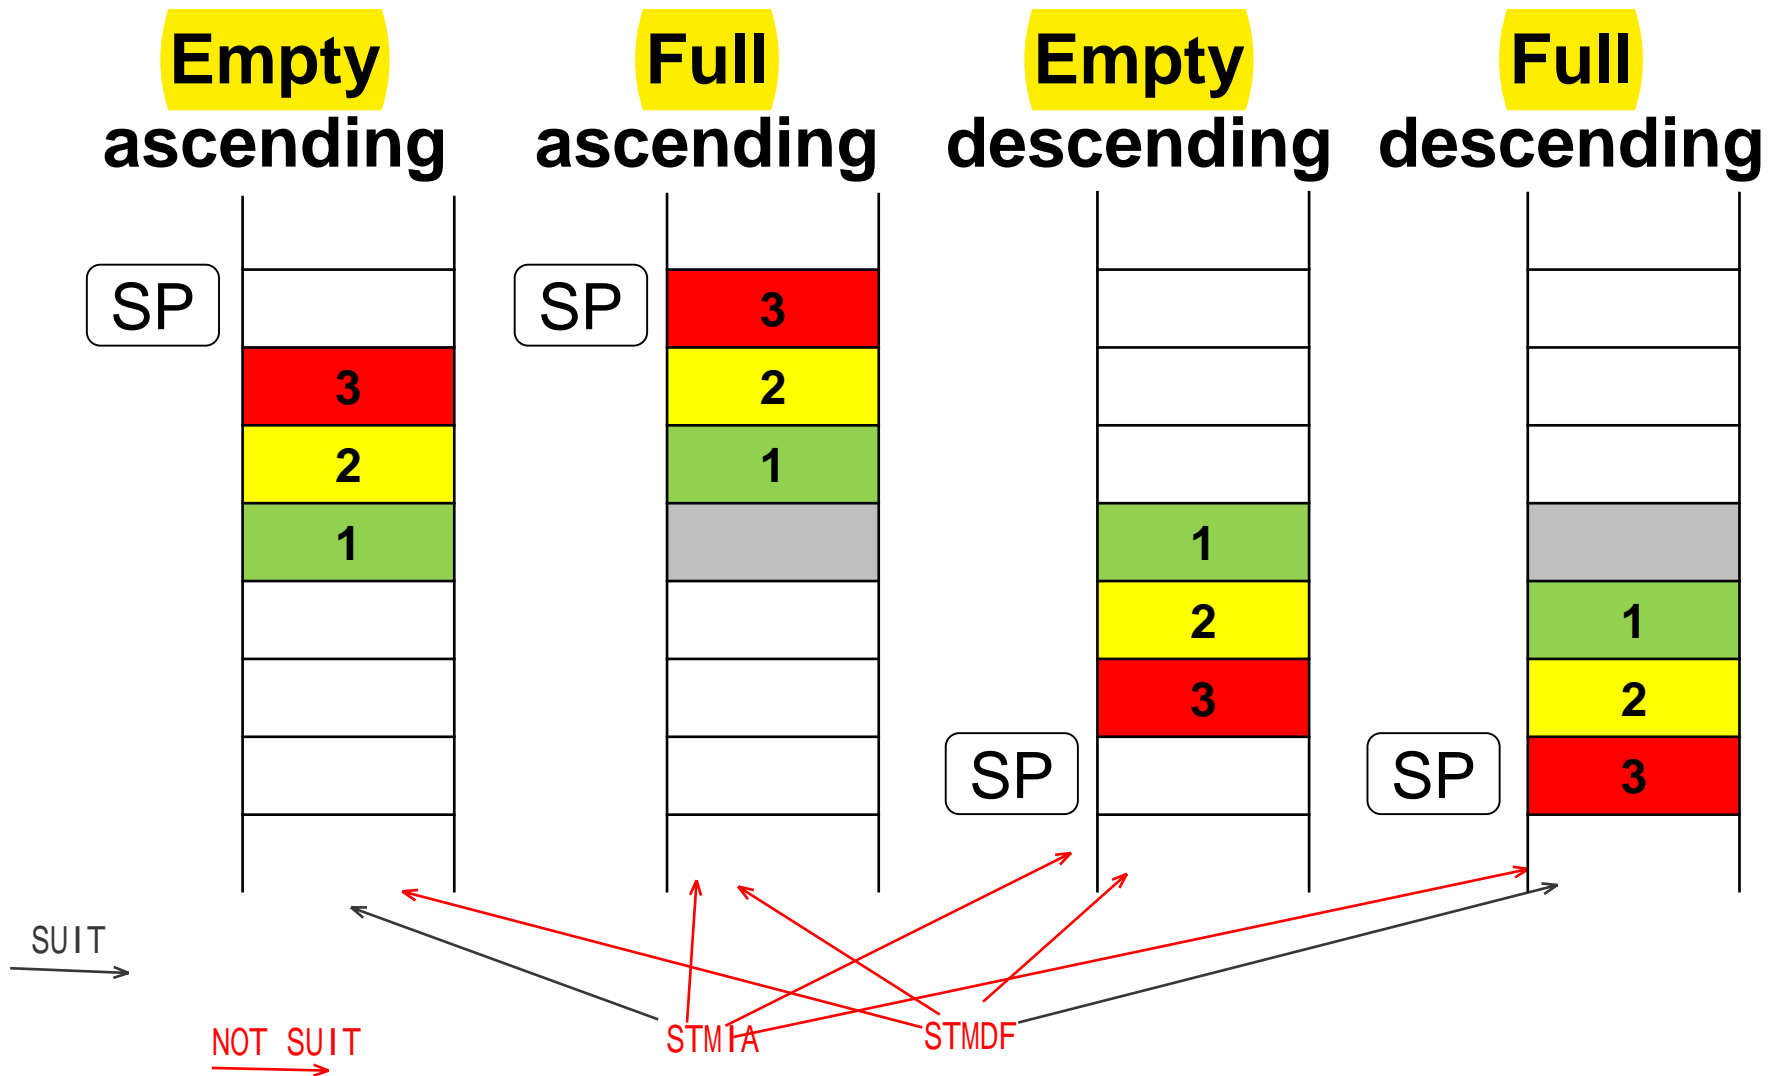 Empty Full Empty Full
ascending ascending descending descending
SP SP 3
3 2
2 1
1 1
2 1
3 2
SP SP 3
SUIT
NOT SUIT STMIA STMDF